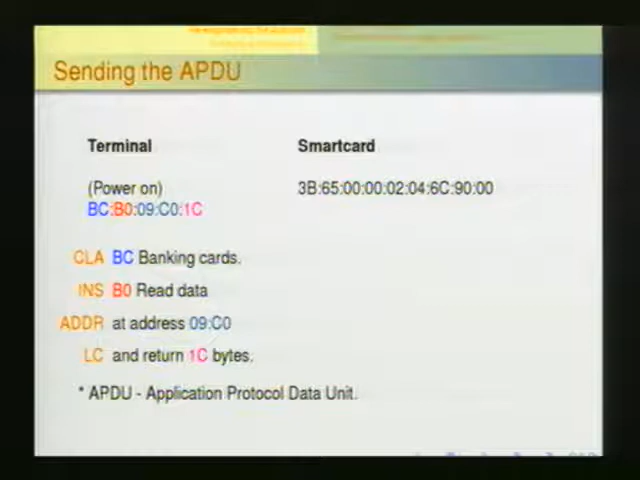 Sending the APDU
Terminal Smartcard
(Power on) 3B:65:00:00:02:04:6C:90:00
BC:B0:09:C0:1C
CLA BC Banking cards.
INS B0 Read data
ADDR at address 09:C0
LC and return 1C bytes.
* APDU - Application Protocol Data Unit.